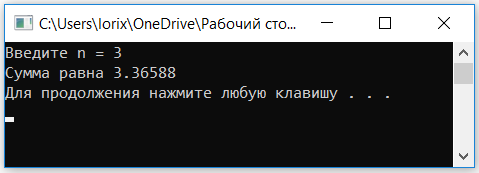 C:\Users\lorix\OneDrive\Рабочий сто...
Введите n = 3
Сумма равна 3.36588
Для продолжения нажмите любую клавишу . . .